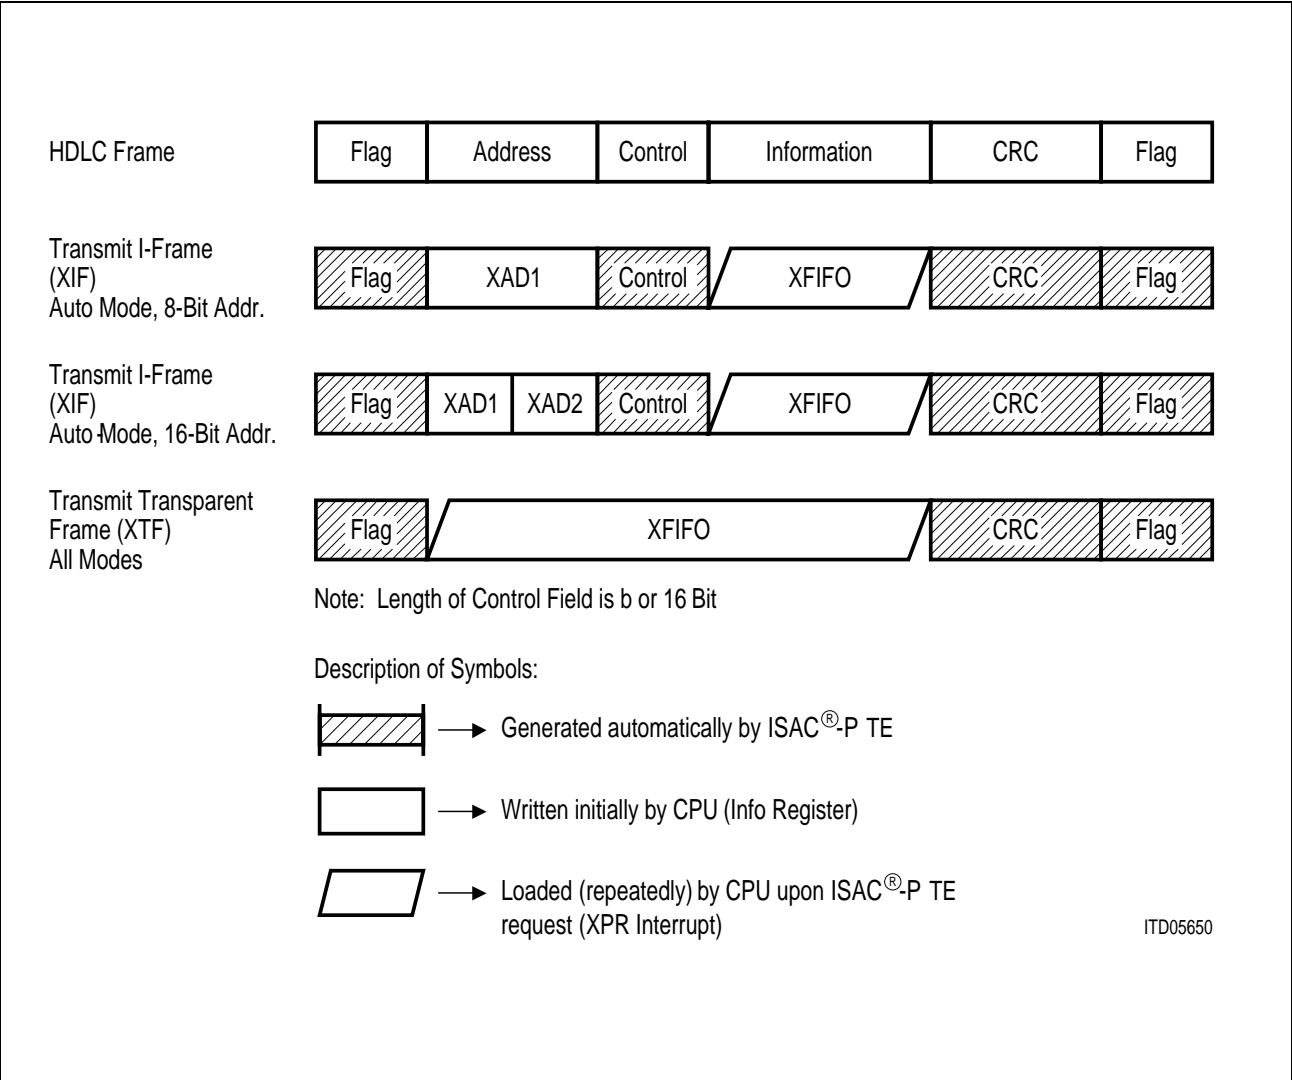 HDLC Frame Flag Address Control Information CRC Flag
Transmit I-Frame
(XIF)
Auto Mode, 8-Bit Addr.
Flag XAD1 Control XFIFO CRC Flag
Transmit I-Frame
(XIF)
Auto-Mode, 16-Bit Addr.
Flag XAD1 XAD2 Control XFIFO CRC Flag
Transmit Transparent
Frame (XTF)
All Modes
Flag XFIFO CRC Flag
Note: Length of Control Field is b or 16 Bit
Description of Symbols:
Generated automatically by ISAC®-P TE
Written initially by CPU (Info Register)
Loaded (repeatedly) by CPU upon ISAC®-P TE
request (XPR Interrupt)
ITD05650